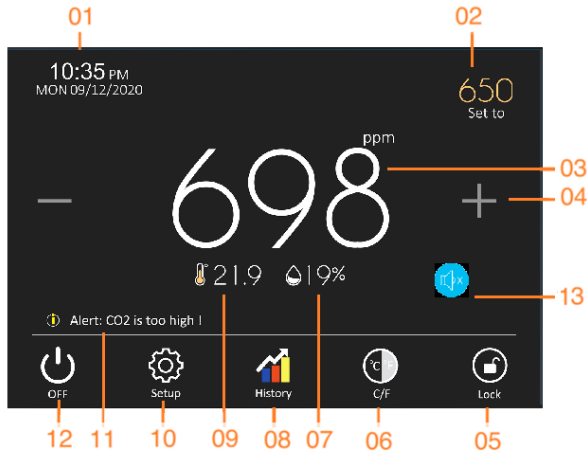 01
02
10:35 PM
MON 09/12/2020
650
Set to
ppm
698
03
04
21.9
19%
13
Alert: CO2 is too high !
°C °F
OFF
Setup
History
C/F
Lock
12
11
10
09
08
07
06
05